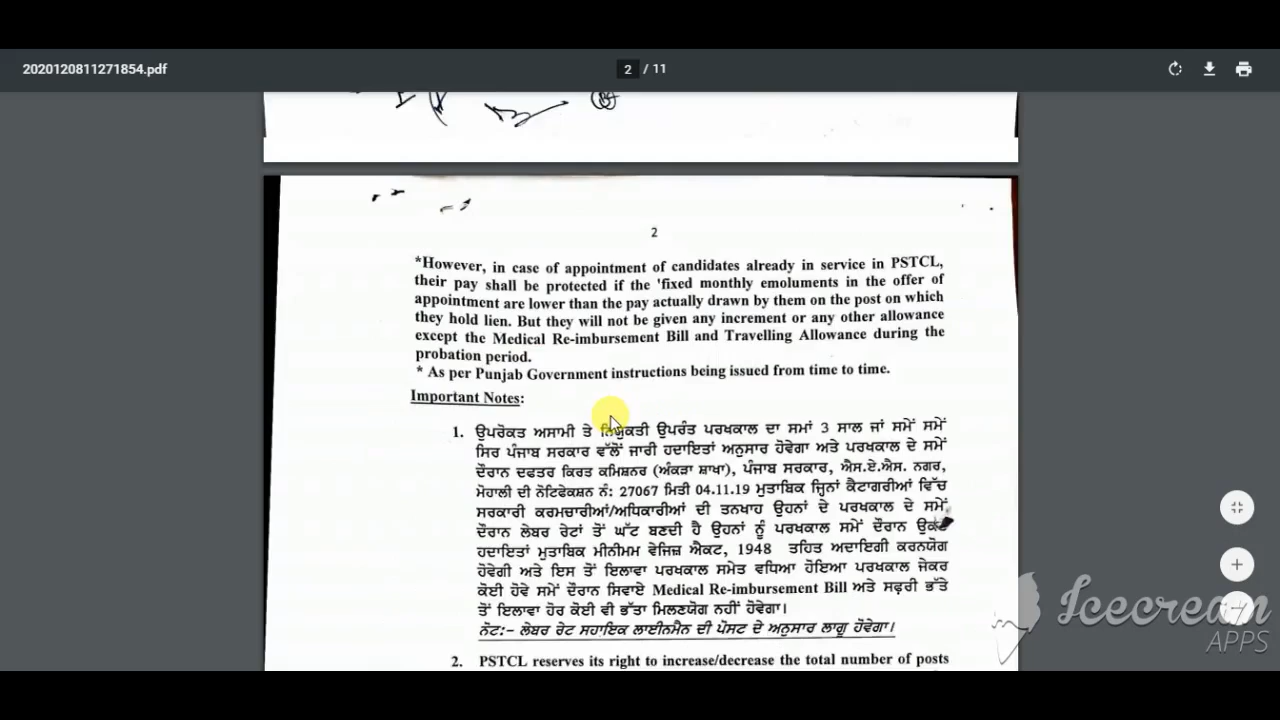 2020120811271854.pdf
2 / 11
2
*However, in case of appointment of candidates already in service in PSTCL,
their pay shall be protected if the 'fixed monthly emoluments in the offer of
appointment are lower than the pay actually drawn by them on the post on which
they hold lien. But they will not be given any increment or any other allowance
except the Medical Re-imbursement Bill and Travelling Allowance during the
probation period.
* As per Punjab Government instructions being issued from time to time.
Important Notes:
1. ਉਪਰੋਕਤ ਅਸਾਮੀ ਤੇ ਨਿਯੁਕਤੀ ਉਪਰੰਤ ਪਰਖਕਾਲ ਦਾ ਸਮਾਂ 3 ਸਾਲ ਜਾਂ ਸਮੇਂ ਸਮੇਂ
ਸਿਰ ਪੰਜਾਬ ਸਰਕਾਰ ਵੱਲੋਂ ਜਾਰੀ ਹਦਾਇਤਾਂ ਅਨੁਸਾਰ ਹੋਵੇਗਾ ਅਤੇ ਪਰਖਕਾਲ ਦੇ ਸਮੇਂ
ਦੌਰਾਨ ਦਫਤਰ ਕਿਰਤ ਕਮਿਸ਼ਨਰ (ਅੰਕੜਾ ਸ਼ਾਖਾ), ਪੰਜਾਬ ਸਰਕਾਰ, ਐਸ.ਏ.ਐਸ. ਨਗਰ,
ਮੋਹਾਲੀ ਦੀ ਨੋਟਿਫਕੇਸ਼ਨ ਨੰ: 27067 ਮਿਤੀ 04.11.19 ਮੁਤਾਬਿਕ ਜ੍ਹਿਨਾਂ ਕੈਟਾਗਰੀਆਂ ਵਿੱਚ
ਸਰਕਾਰੀ ਕਰਮਚਾਰੀਆਂ/ਅਧਿਕਾਰੀਆਂ ਦੀ ਤਨਖਾਹ ਉਹਨਾਂ ਦੇ ਪਰਖਕਾਲ ਦੇ ਸਮੇਂ
ਦੌਰਾਨ ਲੇਬਰ ਰੇਟਾਂ ਤੋਂ ਘੱਟ ਬਣਦੀ ਹੈ ਉਹਨਾਂ ਨੂੰ ਪਰਖਕਾਲ ਸਮੇਂ ਦੌਰਾਨ ਉਕਤ
ਹਦਾਇਤਾਂ ਮੁਤਾਬਿਕ ਮੀਨੀਮਮ ਵੇਜਿਜ਼ ਐਕਟ, 1948 ਤਹਿਤ ਅਦਾਇਗੀ ਕਰਨਯੋਗ
ਹੋਵੇਗੀ ਅਤੇ ਇਸ ਤੋਂ ਇਲਾਵਾ ਪਰਖਕਾਲ ਸਮੇਤ ਵਧਿਆ ਹੋਇਆ ਪਰਖਕਾਲ ਜੇਕਰ
ਕੋਈ ਹੋਵੇ ਸਮੇਂ ਦੌਰਾਨ ਸਿਵਾਏ Medical Re-imbursement Bill ਅਤੇ ਸਫ਼ਰੀ ਭੱਤੇ
ਤੋਂ ਇਲਾਵਾ ਹੋਰ ਕੋਈ ਵੀ ਭੱਤਾ ਮਿਲਣਯੋਗ ਨਹੀਂ ਹੋਵੇਗਾ।
ਨੋਟ:- ਲੇਬਰ ਰੇਟ ਸਹਾਇਕ ਲਾਈਨਮੈਨ ਦੀ ਪੋਸਟ ਦੇ ਅਨੁਸਾਰ ਲਾਗੂ ਹੋਵੇਗਾ।
2. PSTCL reserves its right to increase/decrease the total number of posts
Icecream
APPS